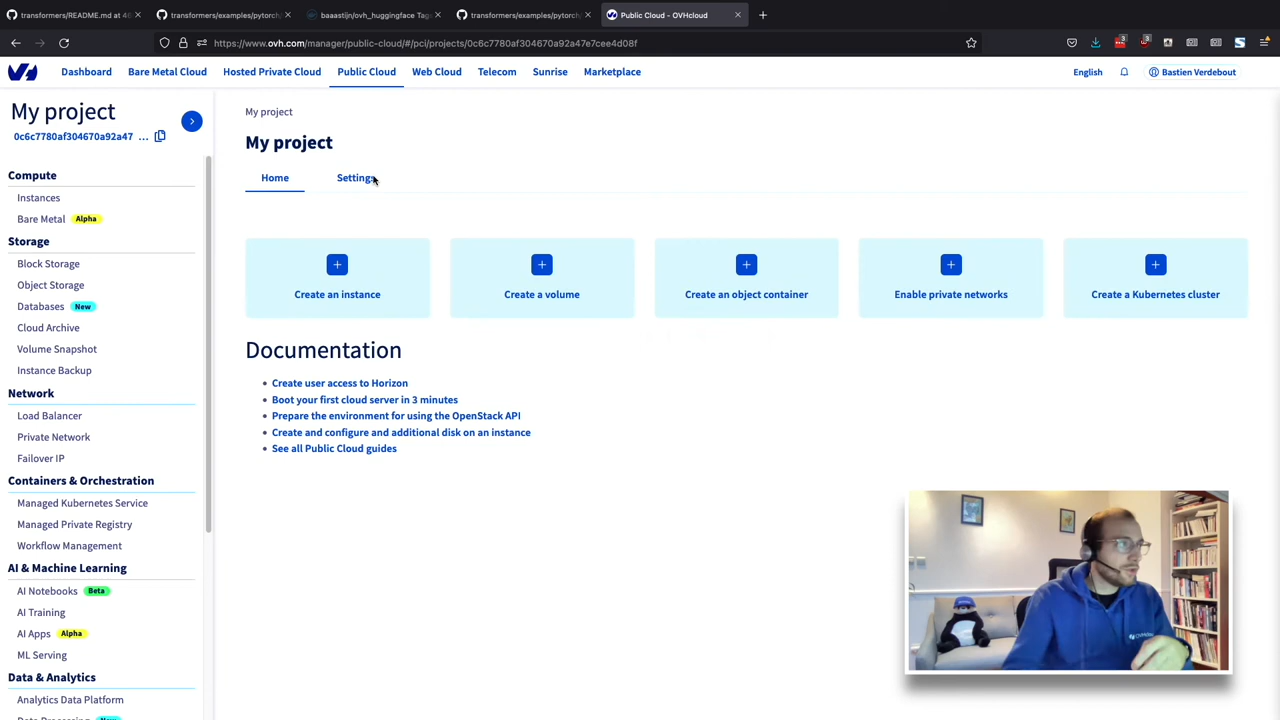 transformers/README.md at 48
transformers/examples/pytorch
baaastijn/ovh_huggingface Tags
transformers/examples/pytorch
Public Cloud - OVHcloud
https://www.ovh.com/manager/public-cloud/#/pci/projects/0c6c7780af304670a92a47e7cee4d08f
Dashboard
Bare Metal Cloud
Hosted Private Cloud
Public Cloud
Web Cloud
Telecom
Sunrise
Marketplace
English
Bastien Verdebout
My project
0c6c7780af304670a92a47 ...
Compute
Instances
Bare Metal Alpha
Storage
Block Storage
Object Storage
Databases New
Cloud Archive
Volume Snapshot
Instance Backup
Network
Load Balancer
Private Network
Failover IP
Containers & Orchestration
Managed Kubernetes Service
Managed Private Registry
Workflow Management
AI & Machine Learning
AI Notebooks Beta
AI Training
AI Apps Alpha
ML Serving
Data & Analytics
Analytics Data Platform
Data Processing New
My project
My project
Home
Settings
Create an instance
Create a volume
Create an object container
Enable private networks
Create a Kubernetes cluster
Documentation
Create user access to Horizon
Boot your first cloud server in 3 minutes
Prepare the environment for using the OpenStack API
Create and configure and additional disk on an instance
See all Public Cloud guides